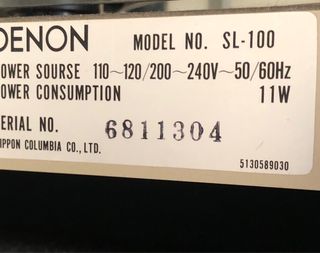 DENON MODEL NO. SL-100
OWER SOURSE 110~120/200~240V~50/60Hz
OWER CONSUMPTION 11W
ERIAL NO. 6811304
IPPON COLUMBIA CO., LTD.
5130589030